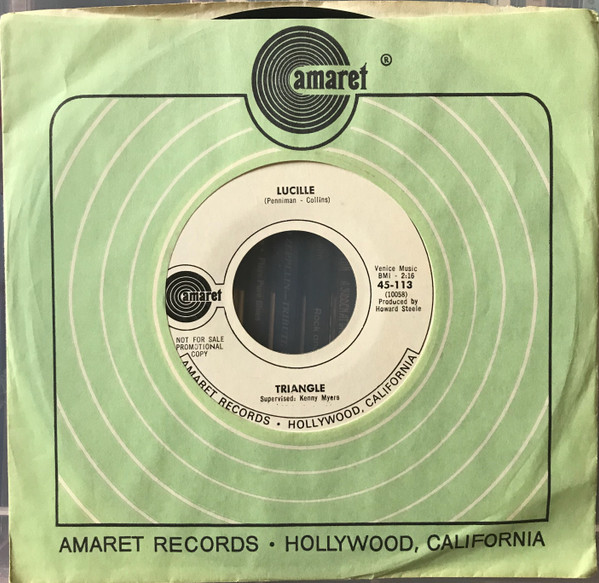 amaret ®
LUCILLE
(Penniman - Collins)
Venice Music
BMI - 2:16
45-113
(10058)
Produced by
Howard Steele
amaret
NOT FOR SALE
PROMOTIONAL
COPY
TRIANGLE
Supervised: Kenny Myers
AMARET RECORDS • HOLLYWOOD, CALIFORNIA
AMARET RECORDS • HOLLYWOOD, CALIFORNIA